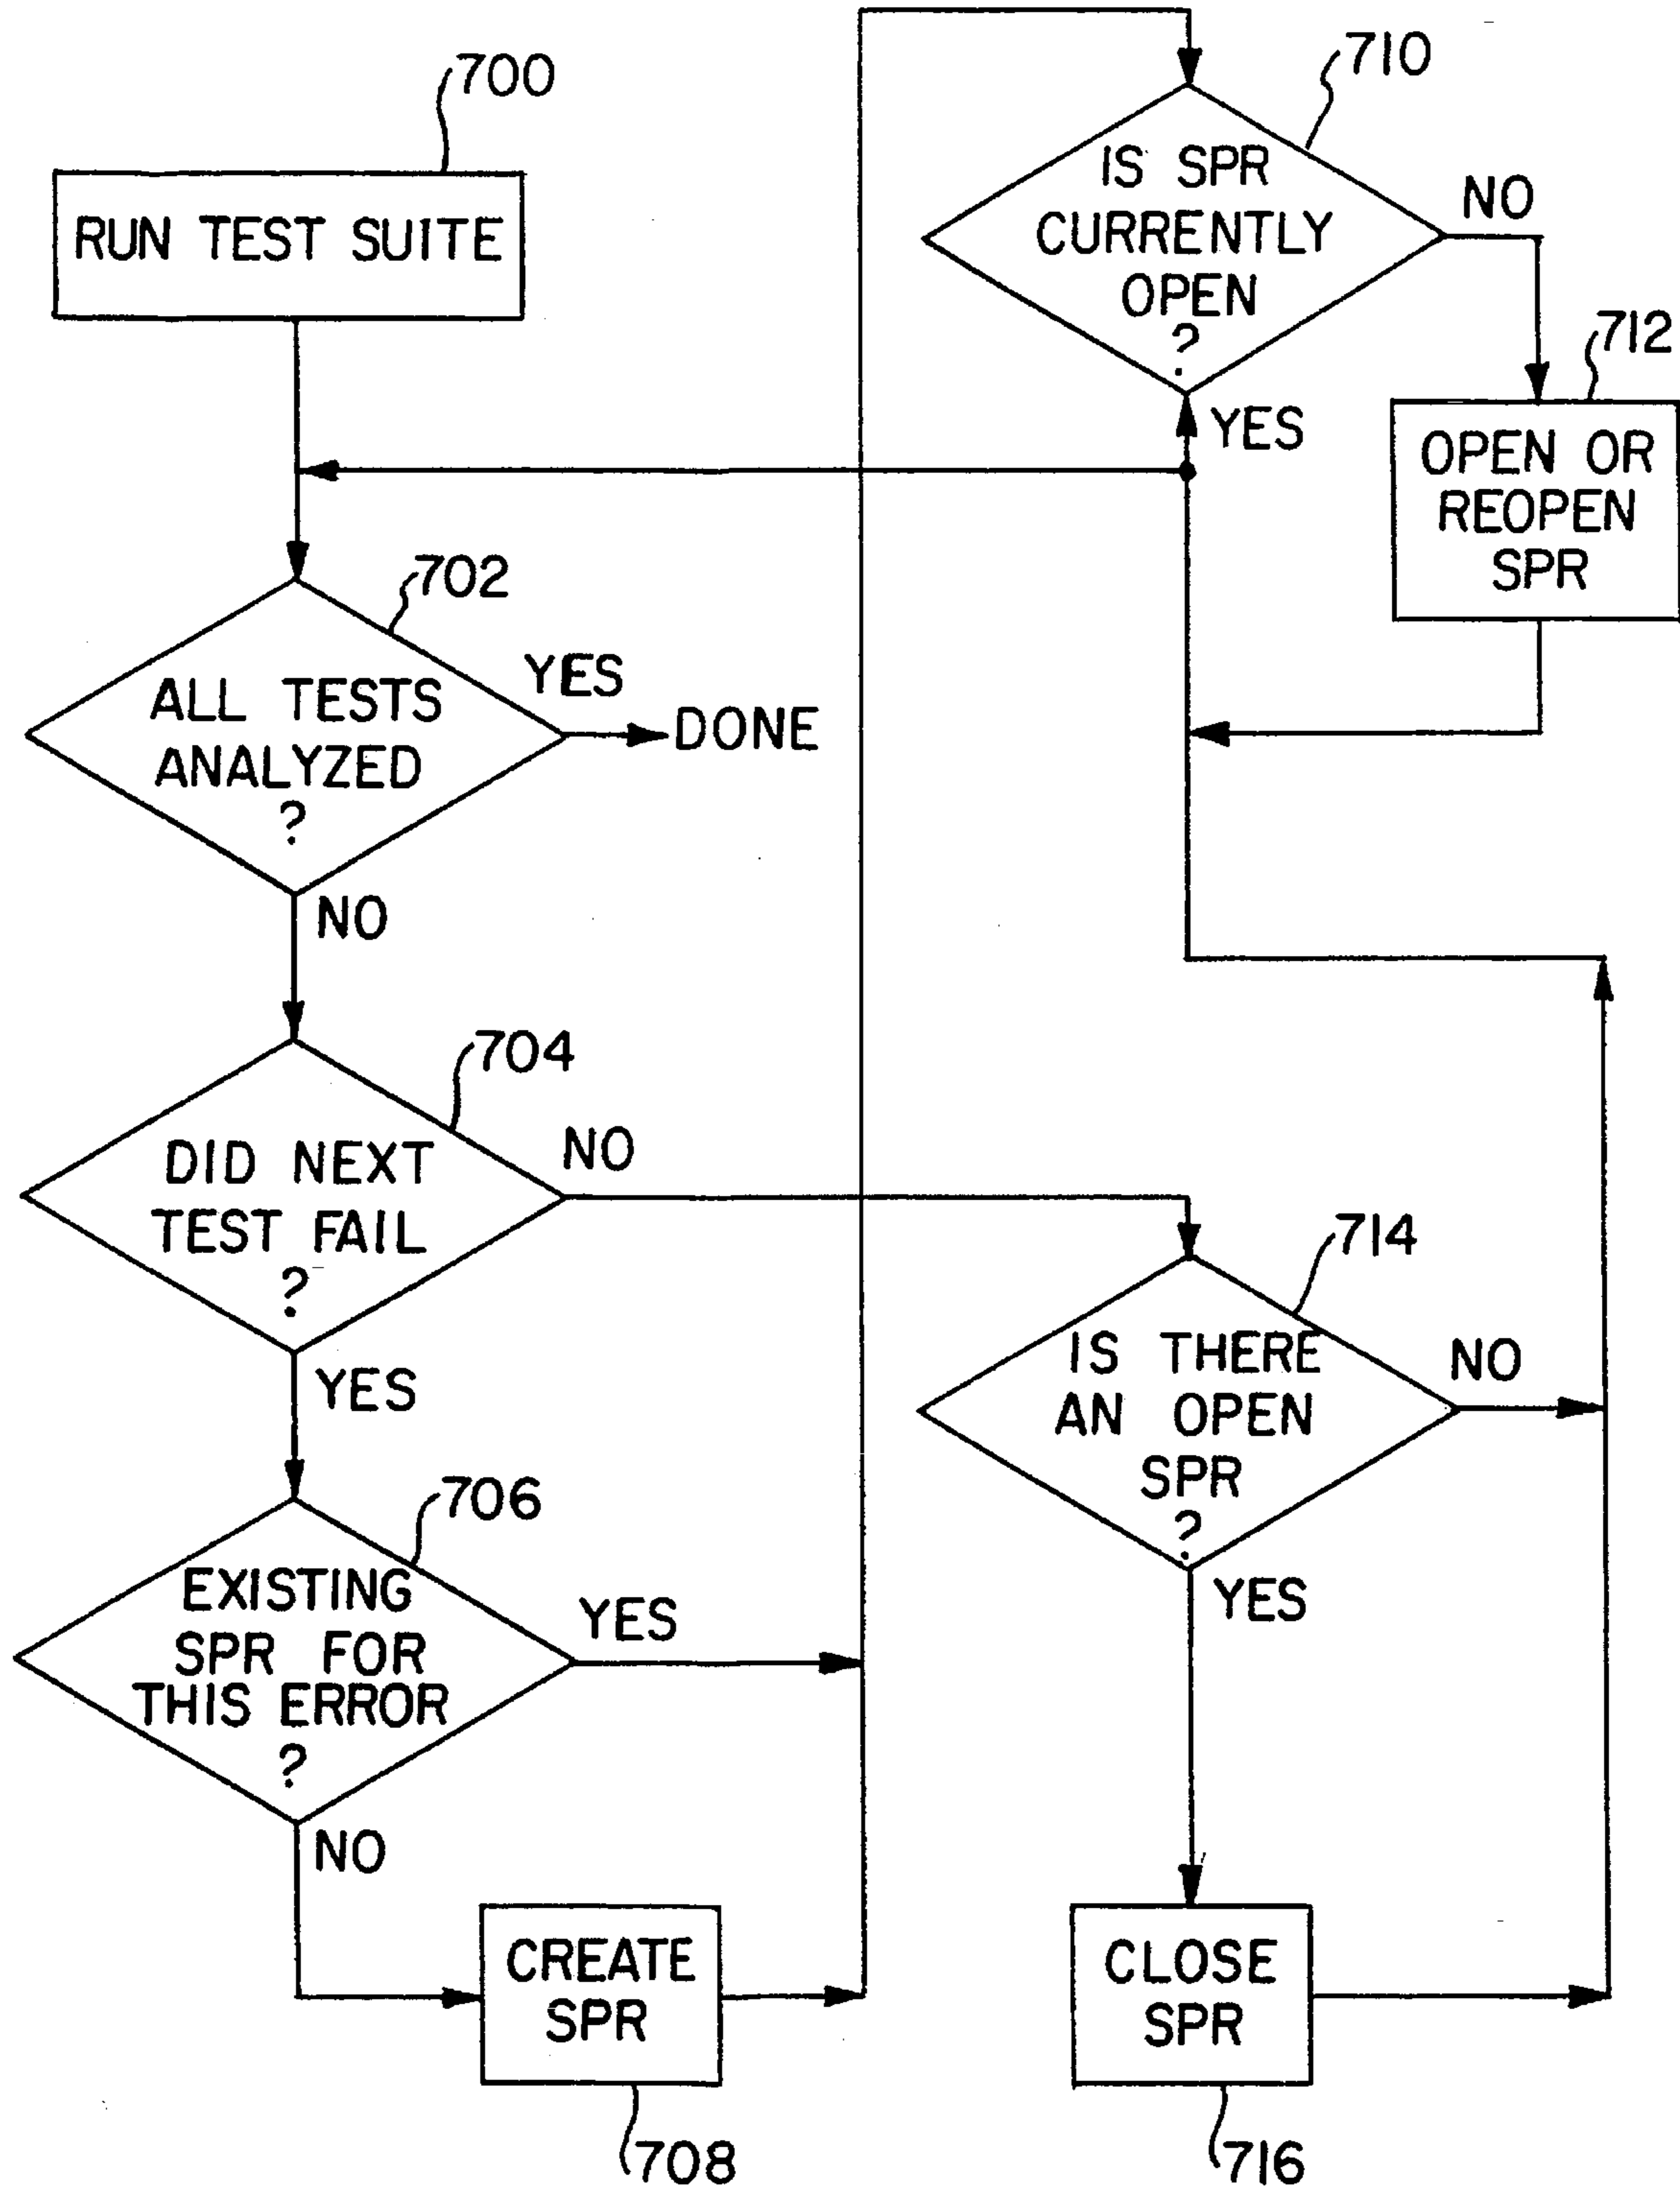 700
RUN TEST SUITE
702
ALL TESTS
ANALYZED
?
YES
DONE
NO
704
DID NEXT
TEST FAIL
?
NO
YES
706
EXISTING
SPR FOR
THIS ERROR
?
YES
NO
CREATE
SPR
708
710
IS SPR
CURRENTLY
OPEN
?
NO
YES
712
OPEN OR
REOPEN
SPR
714
IS THERE
AN OPEN
SPR
?
NO
YES
CLOSE
SPR
716